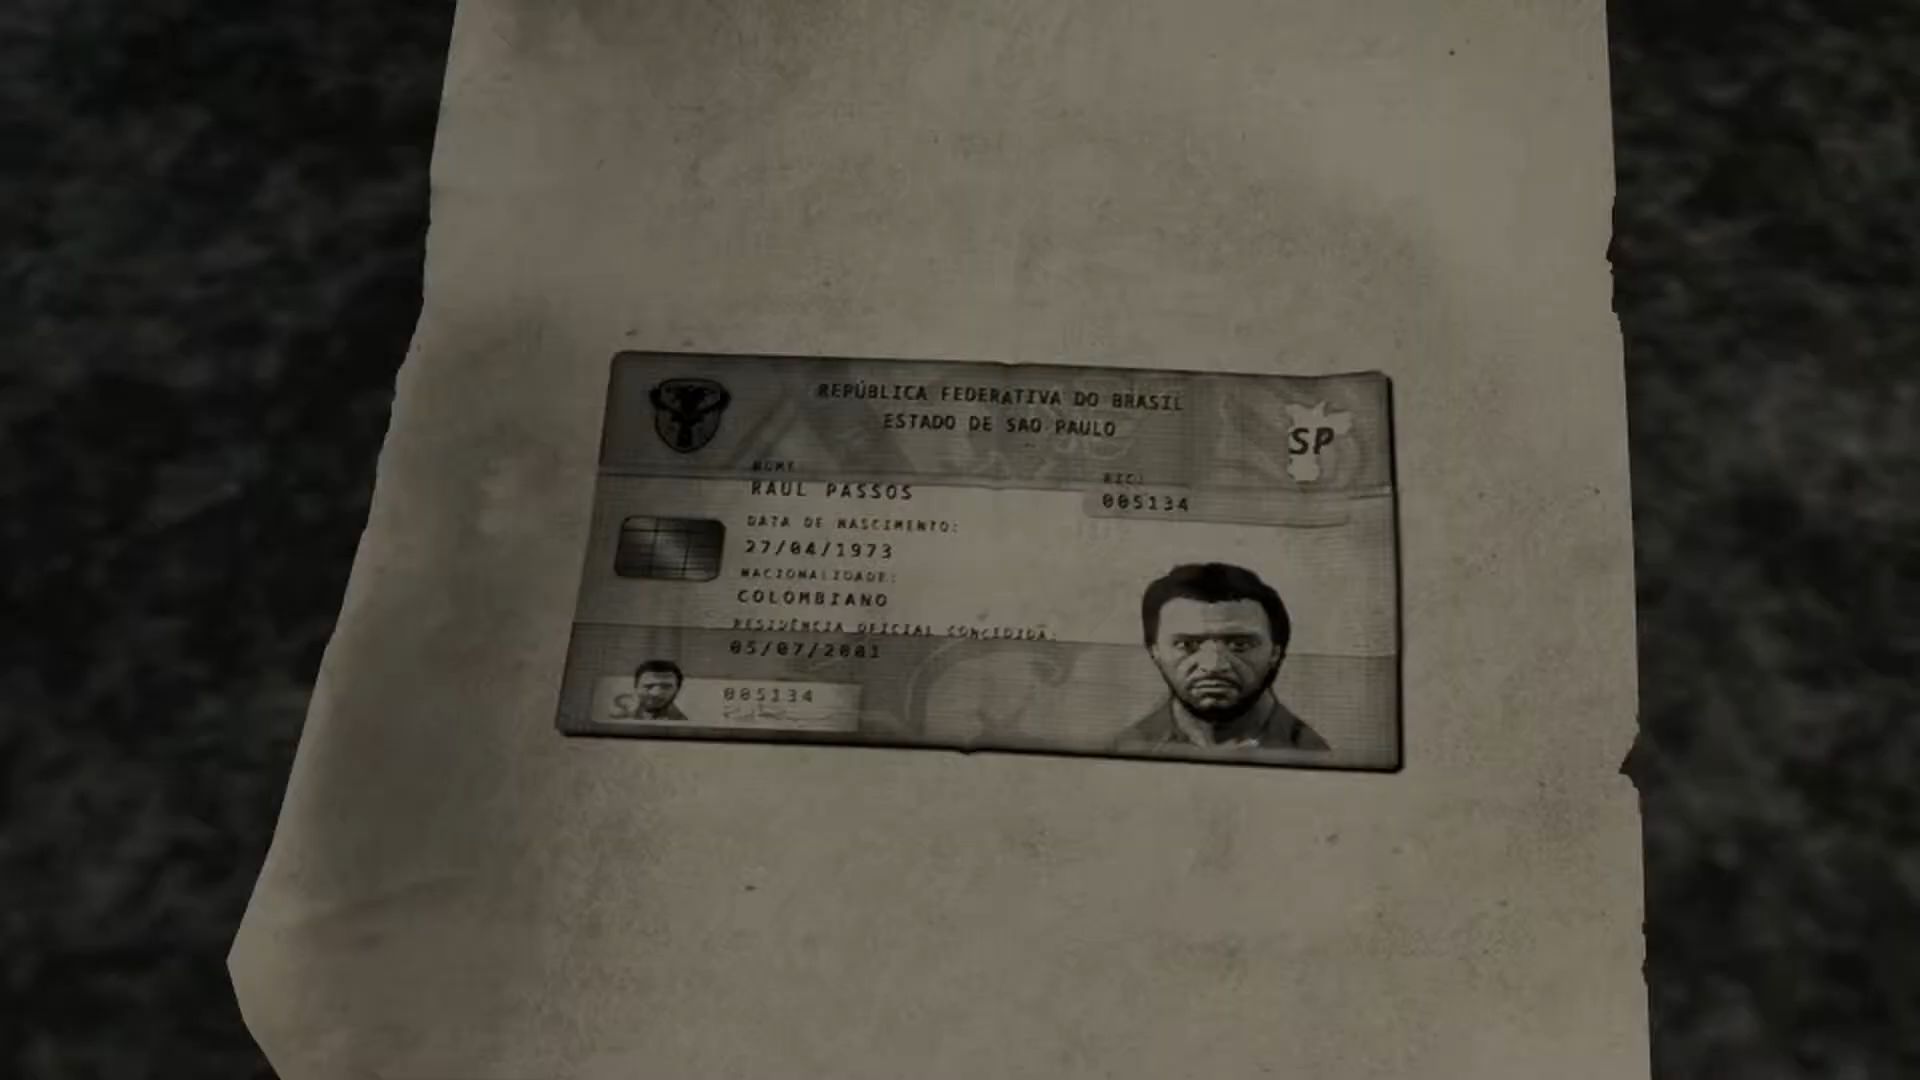 REPÚBLICA FEDERATIVA DO BRASIL
ESTADO DE SAO PAULO
SP
NOME
RAUL PASSOS
RIC:
005134
DATA DE NASCIMENTO:
27/04/1973
NACIONALIDADE:
COLOMBIANO
RESIDÊNCIA OFICIAL CONCEDIDA:
05/07/2001
005134